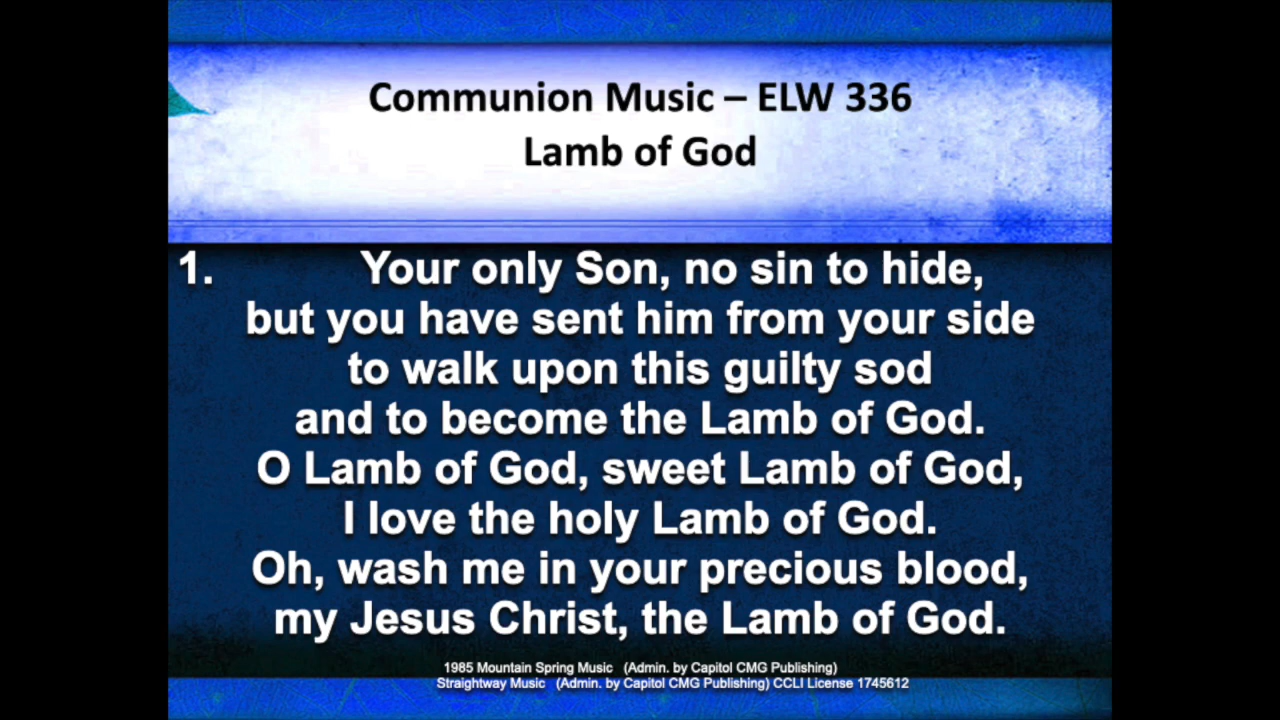 Communion Music – ELW 336
Lamb of God
1. Your only Son, no sin to hide,
but you have sent him from your side
to walk upon this guilty sod
and to become the Lamb of God.
O Lamb of God, sweet Lamb of God,
I love the holy Lamb of God.
Oh, wash me in your precious blood,
my Jesus Christ, the Lamb of God.
1985 Mountain Spring Music (Admin. by Capitol CMG Publishing)
Straightway Music (Admin. by Capitol CMG Publishing) CCLI License 1745612